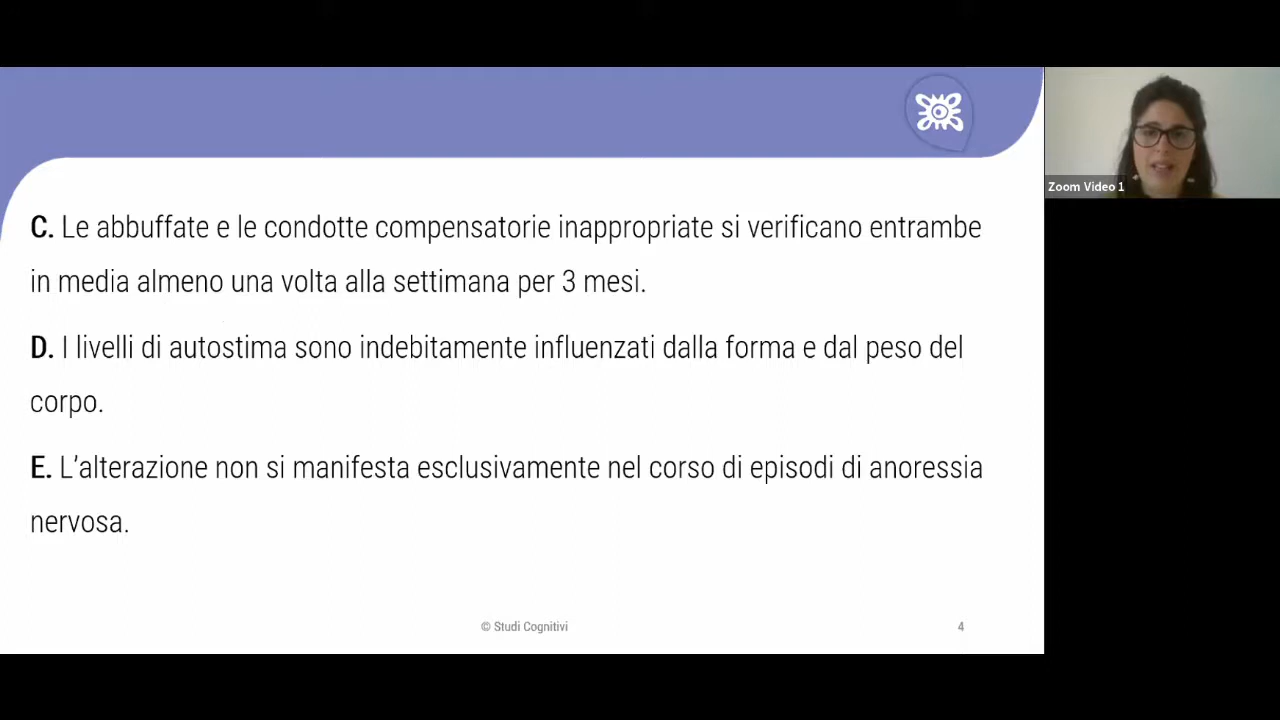 C. Le abbuffate e le condotte compensatorie inappropriate si verificano entrambe
in media almeno una volta alla settimana per 3 mesi.
D. I livelli di autostima sono indebitamente influenzati dalla forma e dal peso del
corpo.
E. L’alterazione non si manifesta esclusivamente nel corso di episodi di anoressia
nervosa.
© Studi Cognitivi
4
Zoom Video 1